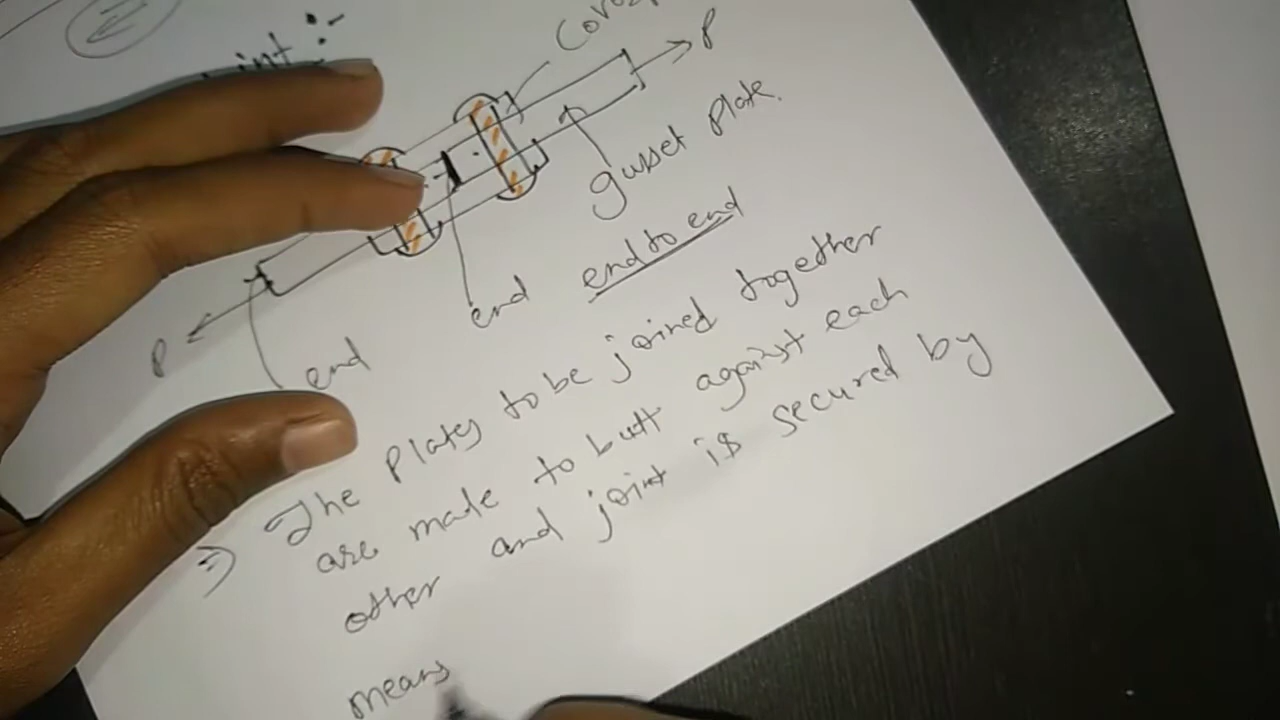 2
P
gusset Plate.
end
end to end
P
end
=> The Plates to be joined together
are made to butt against each
other and joint is secured by
means